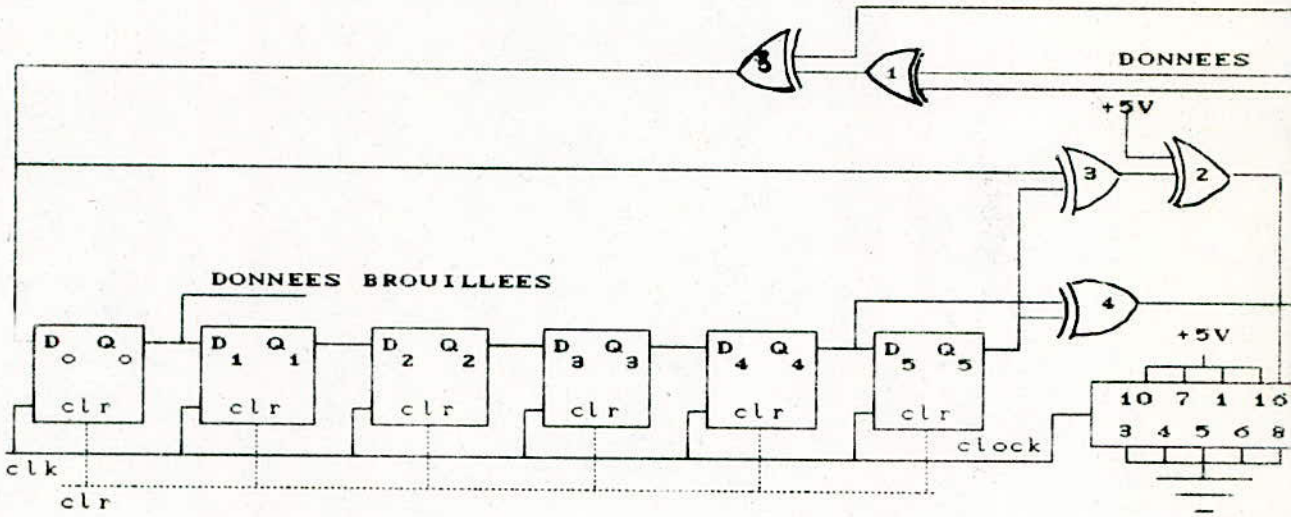 DONNEES
1
+5V
3
2
DONNEES BROUILLEES
4
+5V
D0 Q0
D1 Q1
D2 Q2
D3 Q3
D4 Q4
D5 Q5
clr
clr
clr
clr
clr
clr
10 7 1 16
3 4 5 6 8
clock
clk
clr